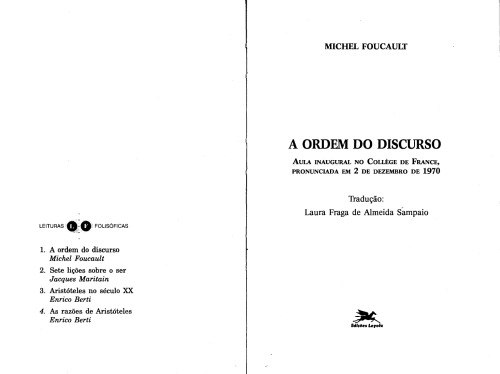 LEITURAS L F FOLISÓFICAS
1. A ordem do discurso
Michel Foucault
2. Sete lições sobre o ser
Jacques Maritain
3. Aristóteles no século XX
Enrico Berti
4. As razões de Aristóteles
Enrico Berti
MICHEL FOUCAULT
A ORDEM DO DISCURSO
AULA INAUGURAL NO COLLÈGE DE FRANCE,
PRONUNCIADA EM 2 DE DEZEMBRO DE 1970
Tradução:
Laura Fraga de Almeida Sampaio
Edições Loyola